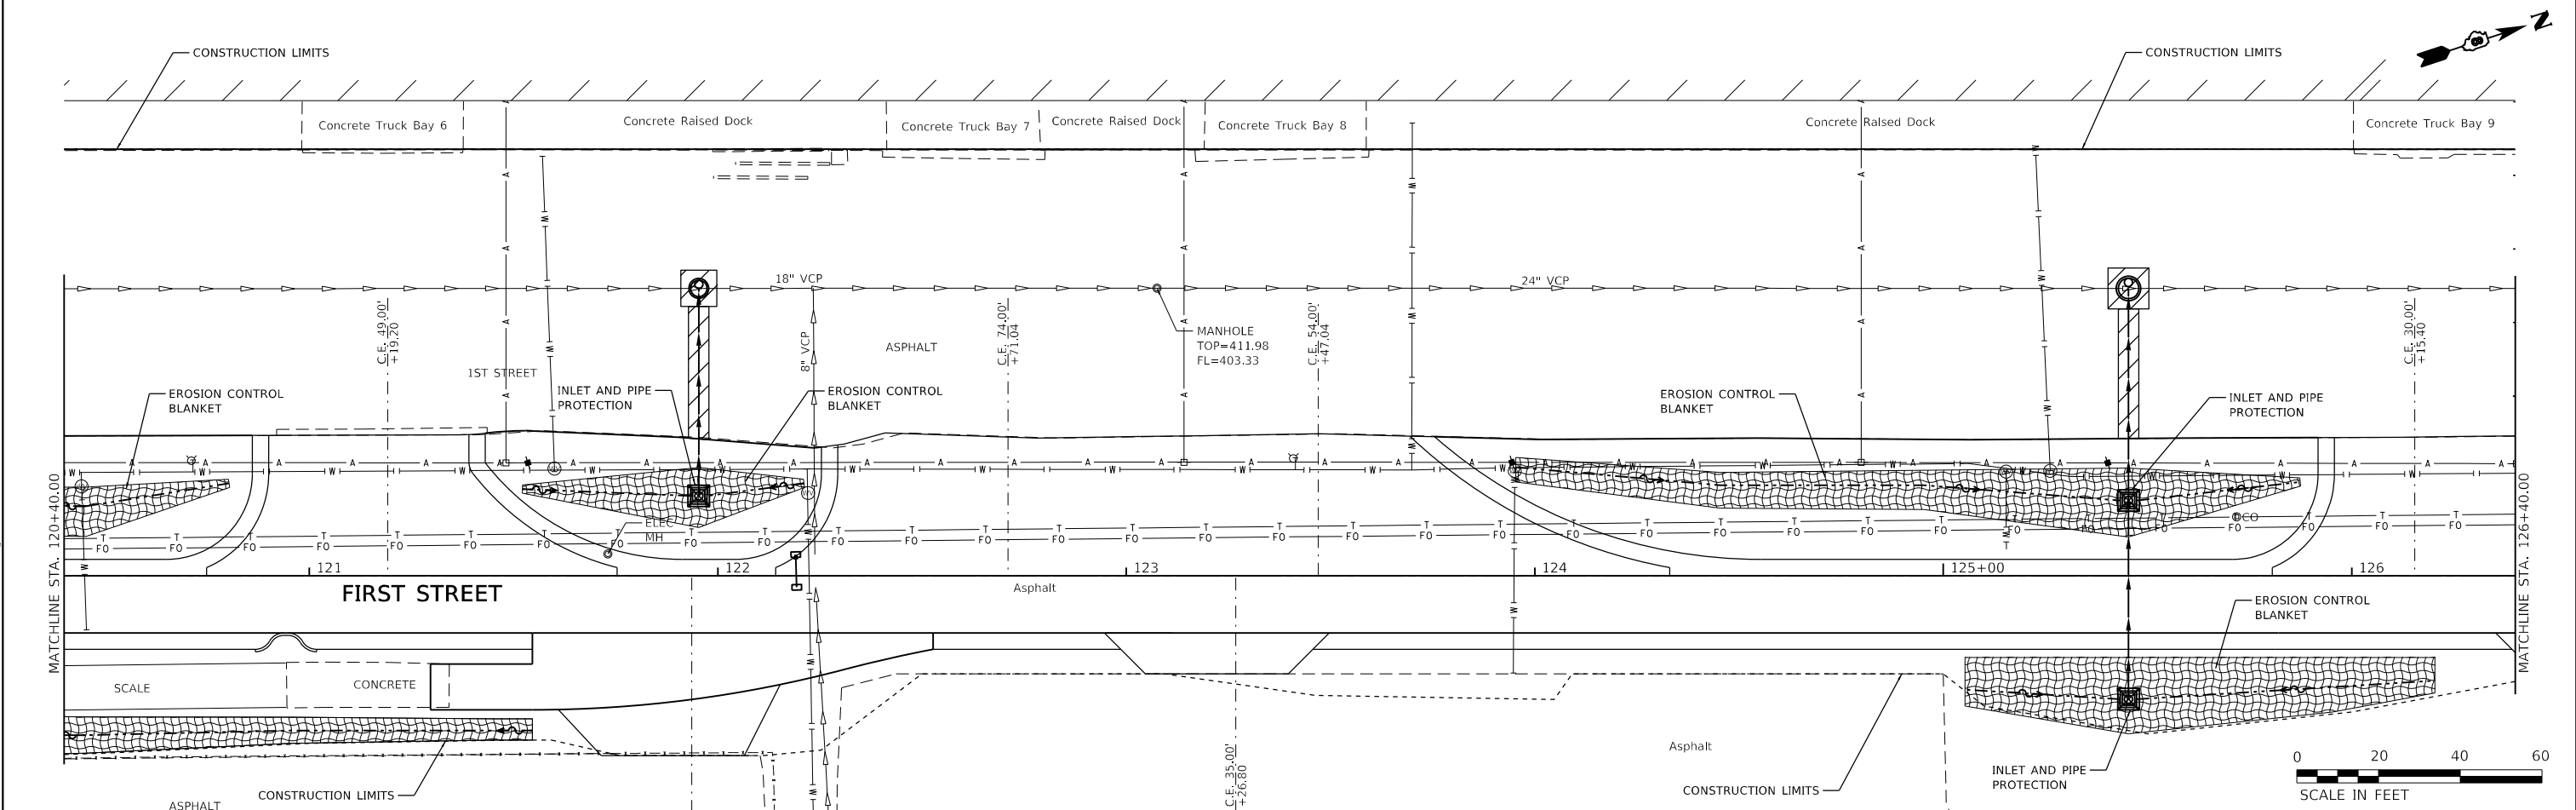 N
CONSTRUCTION LIMITS
CONSTRUCTION LIMITS
Concrete Truck Bay 6
Concrete Raised Dock
Concrete Truck Bay 7
Concrete Raised Dock
Concrete Truck Bay 8
Concrete Raised Dock
Concrete Truck Bay 9
18" VCP
24" VCP
C.E. 49.00'
+19.20
8" VCP
ASPHALT
C.E. 74.00'
+71.04
MANHOLE
TOP=411.98
FL=403.33
C.E. 54.00'
+47.04
C.E. 30.00'
+15.40
1ST STREET
EROSION CONTROL
BLANKET
INLET AND PIPE
PROTECTION
EROSION CONTROL
BLANKET
EROSION CONTROL
BLANKET
INLET AND PIPE
PROTECTION
ELEC
MH
CO
MATCHLINE STA. 120+40.00
121
122
123
124
125+00
126
MATCHLINE STA. 126+40.00
FIRST STREET
Asphalt
EROSION CONTROL
BLANKET
SCALE
CONCRETE
C.E. 35.00'
+26.80
Asphalt
CONSTRUCTION LIMITS
CONSTRUCTION LIMITS
ASPHALT
INLET AND PIPE
PROTECTION
0 20 40 60
SCALE IN FEET